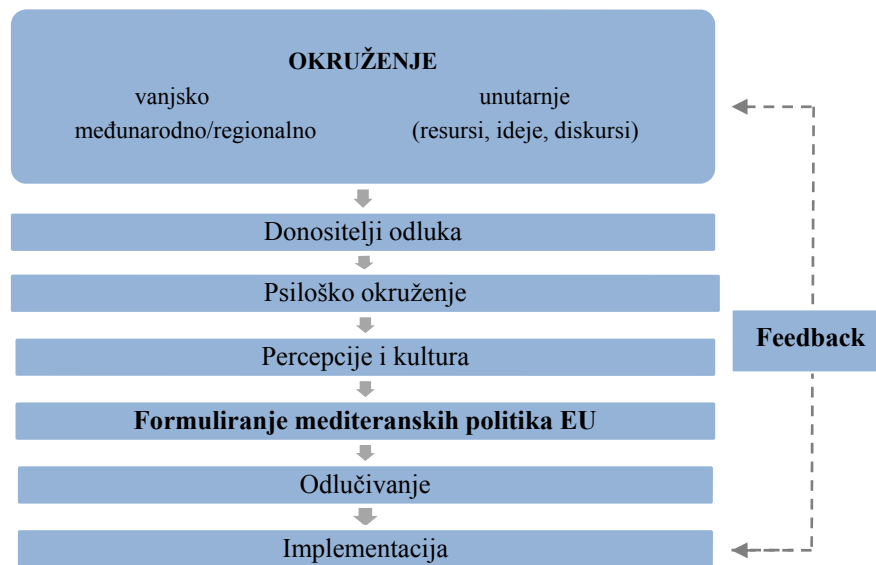 OKRUŽENJE
vanjsko unutarnje
međunarodno/regionalno (resursi, ideje, diskursi)
Donositelji odluka
Psiloško okruženje
Percepcije i kultura
Feedback
Formuliranje mediteranskih politika EU
Odlučivanje
Implementacija